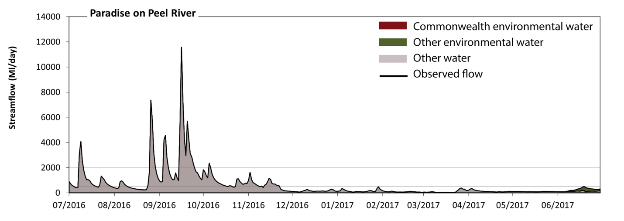 Paradise on Peel River
Streamflow (Ml/day)
14000
12000
10000
8000
6000
4000
2000
0
Commonwealth environmental water
Other environmental water
Other water
Observed flow
07/2016 08/2016 09/2016 10/2016 11/2016 12/2016 01/2017 02/2017 03/2017 04/2017 05/2017 06/2017